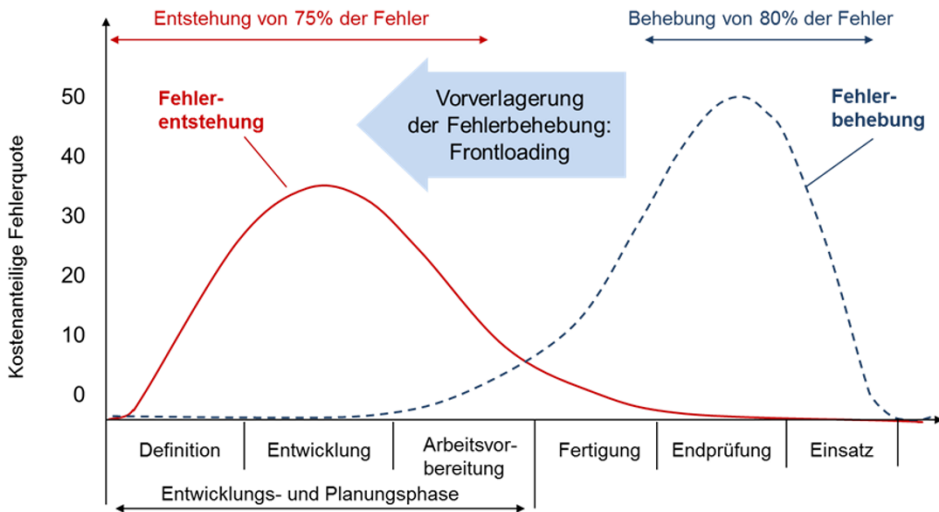 Entstehung von 75% der Fehler
Behebung von 80% der Fehler
Kostenanteilige Fehlerquote
50
40
30
20
10
0
Fehler-
entstehung
Vorverlagerung
der Fehlerbehebung:
Frontloading
Fehler-
behebung
Definition
Entwicklung
Arbeitsvor-
bereitung
Fertigung
Endprüfung
Einsatz
Entwicklungs- und Planungsphase